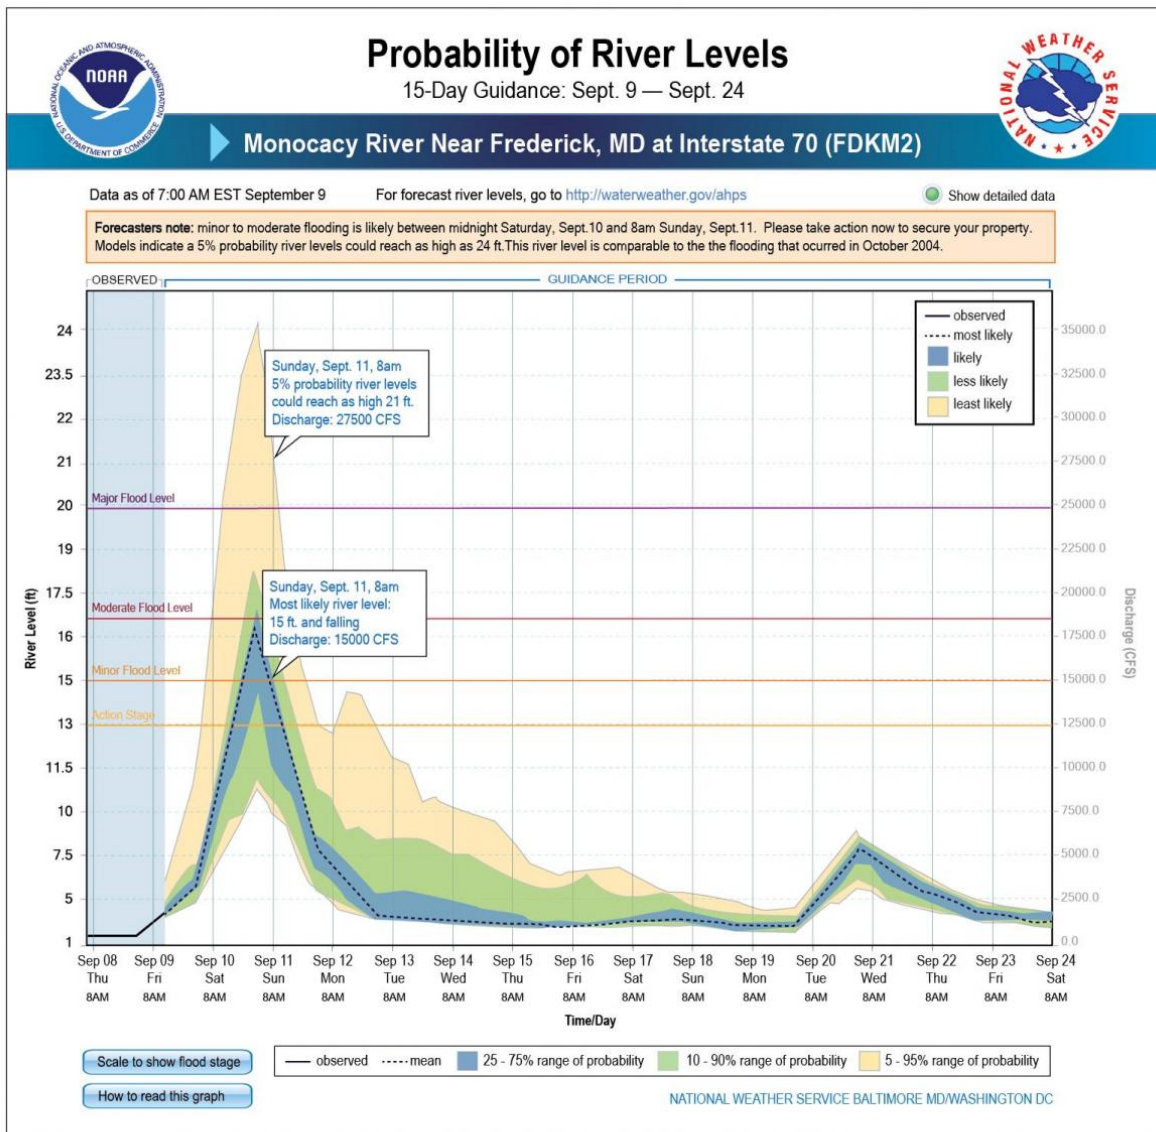 Probability of River Levels
15-Day Guidance: Sept. 9 — Sept. 24
NOAA
NATIONAL OCEANIC AND ATMOSPHERIC ADMINISTRATION
U.S. DEPARTMENT OF COMMERCE
NATIONAL WEATHER SERVICE
Monocacy River Near Frederick, MD at Interstate 70 (FDKM2)
Data as of 7:00 AM EST September 9
For forecast river levels, go to http://waterweather.gov/ahps
Show detailed data
Forecasters note: minor to moderate flooding is likely between midnight Saturday, Sept.10 and 8am Sunday, Sept.11. Please take action now to secure your property.
Models indicate a 5% probability river levels could reach as high as 24 ft.This river level is comparable to the the flooding that ocurred in October 2004.
OBSERVED
GUIDANCE PERIOD
observed
most likely
likely
less likely
least likely
Sunday, Sept. 11, 8am
5% probability river levels
could reach as high 21 ft.
Discharge: 27500 CFS
Sunday, Sept. 11, 8am
Most likely river level:
15 ft. and falling
Discharge: 15000 CFS
Major Flood Level
Moderate Flood Level
Minor Flood Level
Action Stage
River Level (ft)
24
23.5
22
21
20
19
17.5
16
15
13
11.5
10
7.5
5
1
35000.0
32500.0
30000.0
27500.0
25000.0
22500.0
20000.0
17500.0
15000.0
12500.0
10000.0
7500.0
5000.0
2500.0
0.0
Discharge (CFS)
Sep 08 Sep 09 Sep 10 Sep 11 Sep 12 Sep 13 Sep 14 Sep 15 Sep 16 Sep 17 Sep 18 Sep 19 Sep 20 Sep 21 Sep 22 Sep 23 Sep 24
Thu Fri Sat Sun Mon Tue Wed Thu Fri Sat Sun Mon Tue Wed Thu Fri Sat
8AM 8AM 8AM 8AM 8AM 8AM 8AM 8AM 8AM 8AM 8AM 8AM 8AM 8AM 8AM 8AM 8AM
Time/Day
Scale to show flood stage
How to read this graph
observed mean 25 - 75% range of probability 10 - 90% range of probability 5 - 95% range of probability
NATIONAL WEATHER SERVICE BALTIMORE MD/WASHINGTON DC